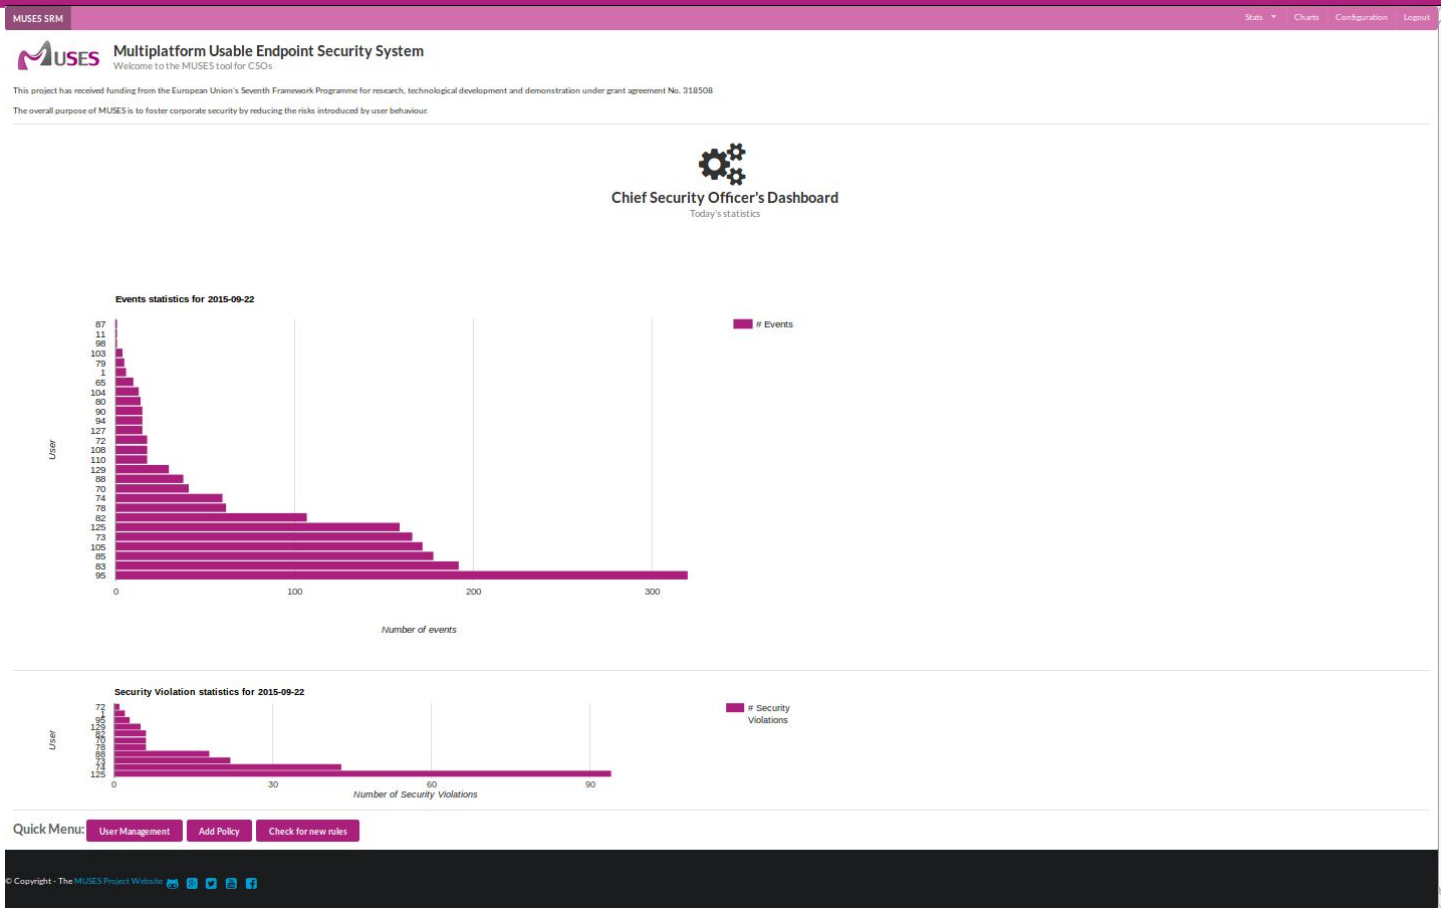 MUSES SRM
Stats
Charts
Configuration
Logout
MUSES
Multiplatform Usable Endpoint Security System
Welcome to the MUSES tool for CSOs
This project has received funding from the European Union's Seventh Framework Programme for research, technological development and demonstration under grant agreement No. 318508
The overall purpose of MUSES is to foster corporate security by reducing the risks introduced by user behaviour.
Chief Security Officer's Dashboard
Today's statistics
Events statistics for 2015-09-22
# Events
User
87
11
98
103
79
1
65
104
80
90
94
127
72
108
110
129
88
70
74
78
82
125
73
105
85
83
95
0 100 200 300
Number of events
Security Violation statistics for 2015-09-22
# Security
Violations
User
72
1
95
129
82
70
78
88
73
74
125
0 30 60 90
Number of Security Violations
Quick Menu:
User Management
Add Policy
Check for new rules
© Copyright - The MUSES Project Website